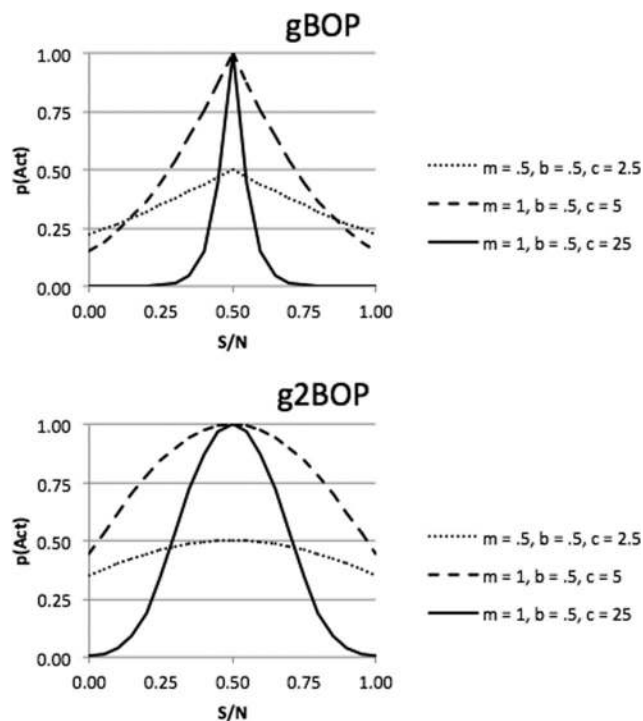 gBOP
1.00
0.75
0.50
0.25
0.00
p(Act)
0.00 0.25 0.50 0.75 1.00
S/N
m = .5, b = .5, c = 2.5
m = 1, b = .5, c = 5
m = 1, b = .5, c = 25
g2BOP
1.00
0.75
0.50
0.25
0.00
p(Act)
0.00 0.25 0.50 0.75 1.00
S/N
m = .5, b = .5, c = 2.5
m = 1, b = .5, c = 5
m = 1, b = .5, c = 25